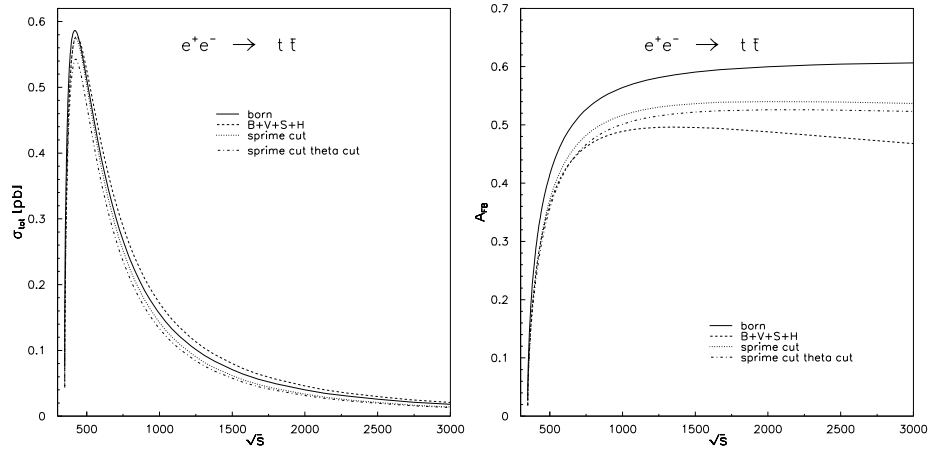 e⁺e⁻ → t t̄
born
B+V+S+H
sprime cut
sprime cut theta cut
σtot [pb]
0.6
0.5
0.4
0.3
0.2
0.1
0
500 1000 1500 2000 2500 3000
√s
e⁺e⁻ → t t̄
born
B+V+S+H
sprime cut
sprime cut theta cut
AFB
0.7
0.6
0.5
0.4
0.3
0.2
0.1
0
500 1000 1500 2000 2500 3000
√s